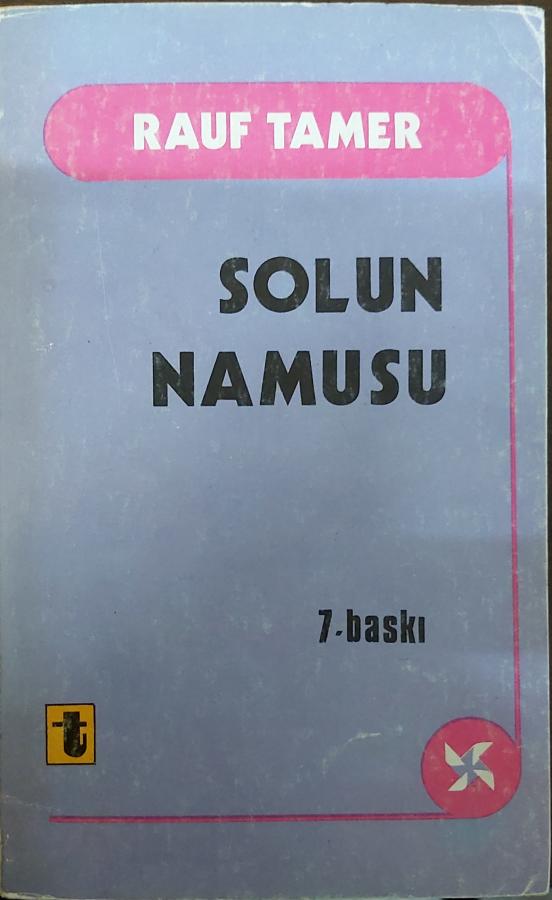 RAUF TAMER
SOLUN
NAMUSU
7.baskı
t